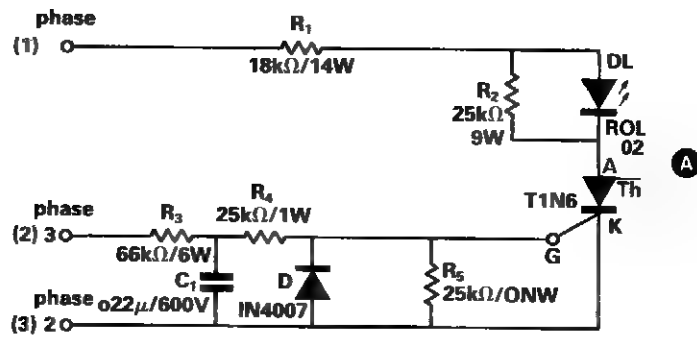 phase
(1)
R1
18kΩ/14W
DL
R2
25kΩ
9W
ROL
02
A
A
Th
T1N6
K
phase
(2) 3
R3
66kΩ/6W
R4
25kΩ/1W
G
C1
o22μ/600V
D
IN4007
R5
25kΩ/ONW
phase
(3) 2